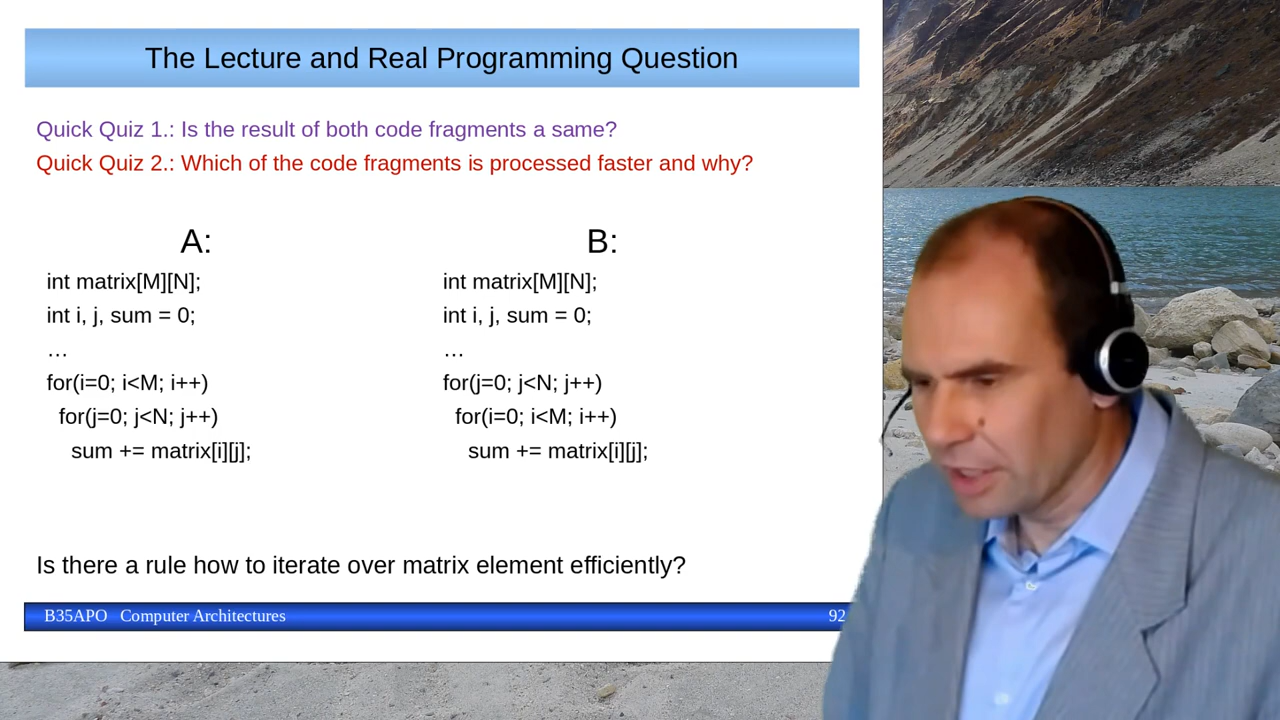 The Lecture and Real Programming Question
Quick Quiz 1.: Is the result of both code fragments a same?
Quick Quiz 2.: Which of the code fragments is processed faster and why?
A:
int matrix[M][N];
int i, j, sum = 0;
…
for(i=0; i<M; i++)
for(j=0; j<N; j++)
sum += matrix[i][j];
B:
int matrix[M][N];
int i, j, sum = 0;
…
for(j=0; j<N; j++)
for(i=0; i<M; i++)
sum += matrix[i][j];
Is there a rule how to iterate over matrix element efficiently?
B35APO Computer Architectures
92